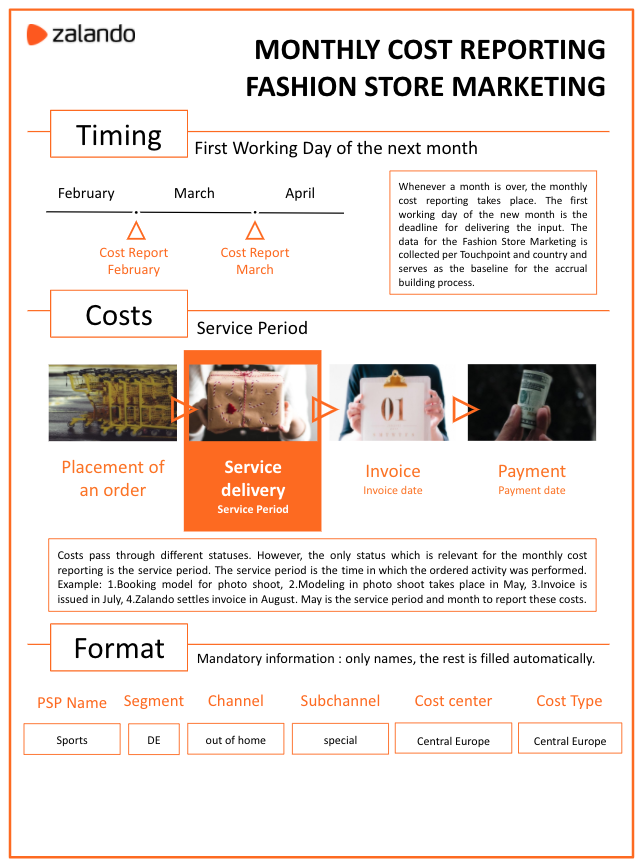 zalando
MONTHLY COST REPORTING
FASHION STORE MARKETING
Timing
First Working Day of the next month
February March April
Cost Report
February
Cost Report
March
Whenever a month is over, the monthly
cost reporting takes place. The first
working day of the new month is the
deadline for delivering the input. The
data for the Fashion Store Marketing is
collected per Touchpoint and country and
serves as the baseline for the accrual
building process.
Costs
Service Period
01
Placement of
an order
Service
delivery
Service Period
Invoice
Invoice date
Payment
Payment date
Costs pass through different statuses. However, the only status which is relevant for the monthly cost
reporting is the service period. The service period is the time in which the ordered activity was performed.
Example: 1.Booking model for photo shoot, 2.Modeling in photo shoot takes place in May, 3.Invoice is
issued in July, 4.Zalando settles invoice in August. May is the service period and month to report these costs.
Format
Mandatory information : only names, the rest is filled automatically.
PSP Name Segment Channel Subchannel Cost center Cost Type
Sports DE out of home special Central Europe Central Europe